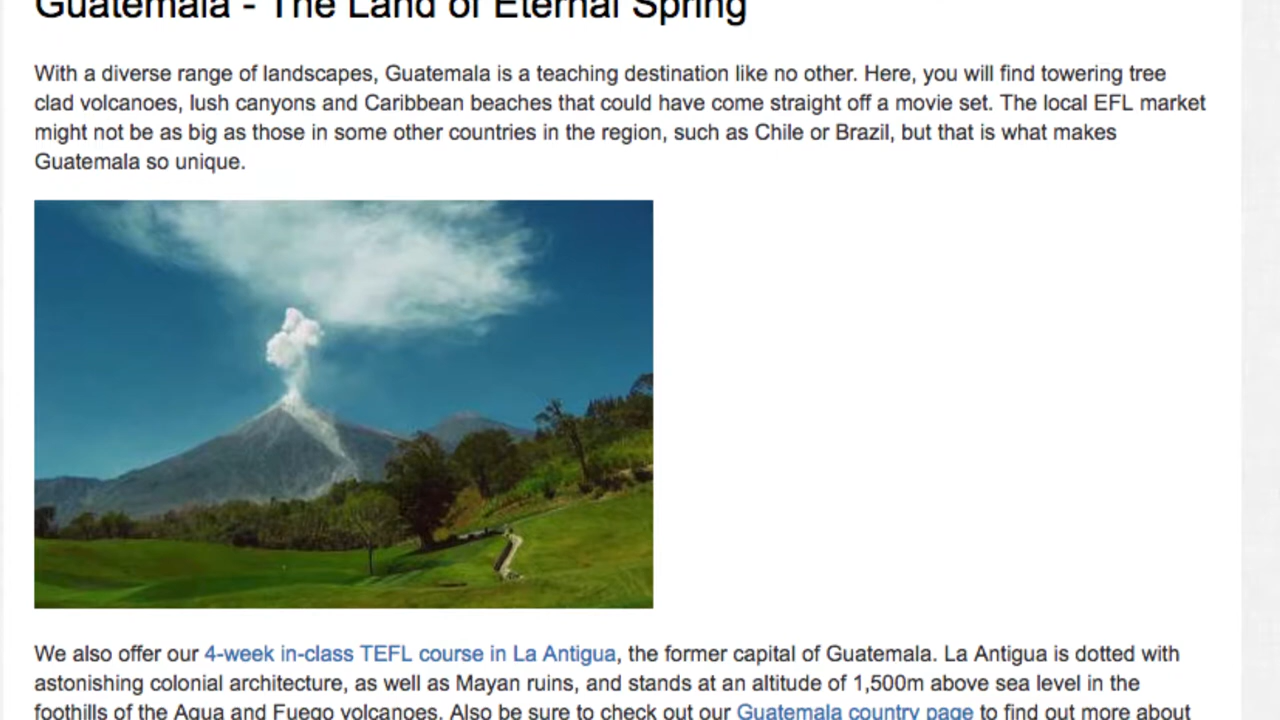 Guatemala - The Land of Eternal Spring
With a diverse range of landscapes, Guatemala is a teaching destination like no other. Here, you will find towering tree
clad volcanoes, lush canyons and Caribbean beaches that could have come straight off a movie set. The local EFL market
might not be as big as those in some other countries in the region, such as Chile or Brazil, but that is what makes
Guatemala so unique.
We also offer our 4-week in-class TEFL course in La Antigua, the former capital of Guatemala. La Antigua is dotted with
astonishing colonial architecture, as well as Mayan ruins, and stands at an altitude of 1,500m above sea level in the
foothills of the Agua and Fuego volcanoes. Also be sure to check out our Guatemala country page to find out more about